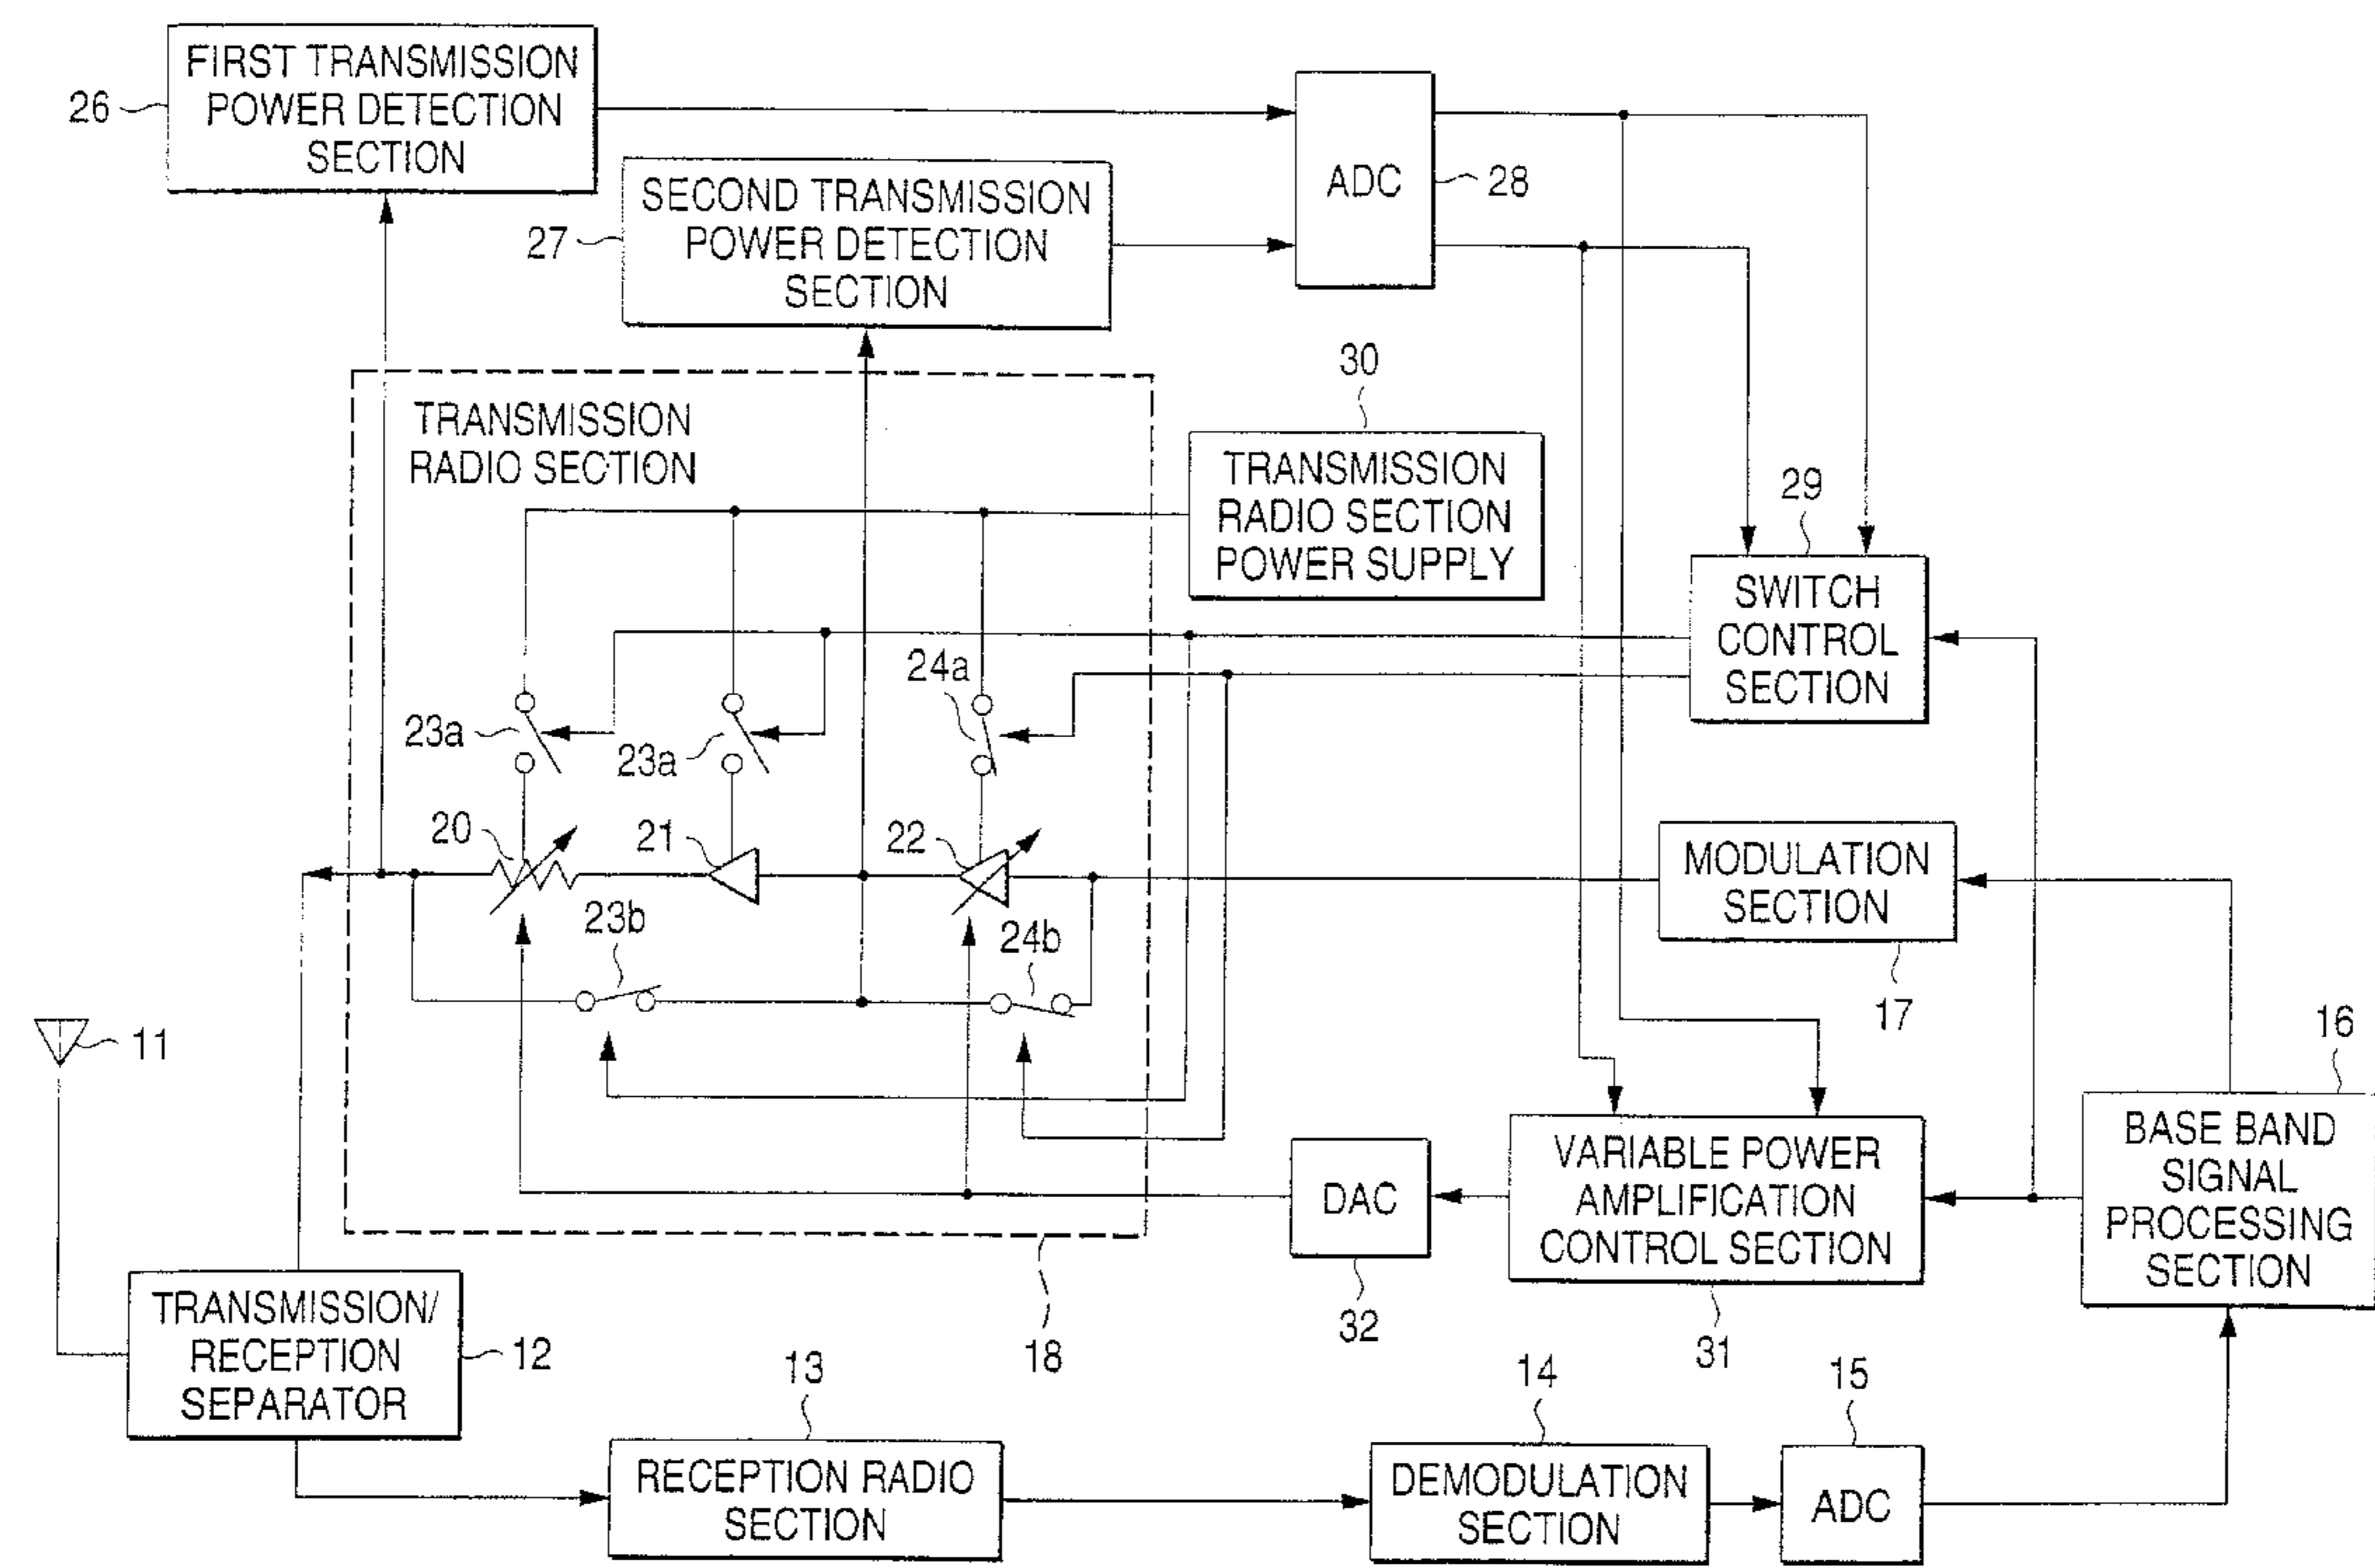 FIRST TRANSMISSION
POWER DETECTION
SECTION
26
SECOND TRANSMISSION
POWER DETECTION
SECTION
27
ADC
28
TRANSMISSION
RADIO SECTION
30
TRANSMISSION
RADIO SECTION
POWER SUPPLY
29
SWITCH
CONTROL
SECTION
23a
23a
24a
20
21
22
23b
24b
MODULATION
SECTION
17
11
16
BASE BAND
SIGNAL
PROCESSING
SECTION
VARIABLE POWER
AMPLIFICATION
CONTROL SECTION
31
DAC
32
18
TRANSMISSION/
RECEPTION
SEPARATOR
12
13
RECEPTION RADIO
SECTION
14
DEMODULATION
SECTION
15
ADC